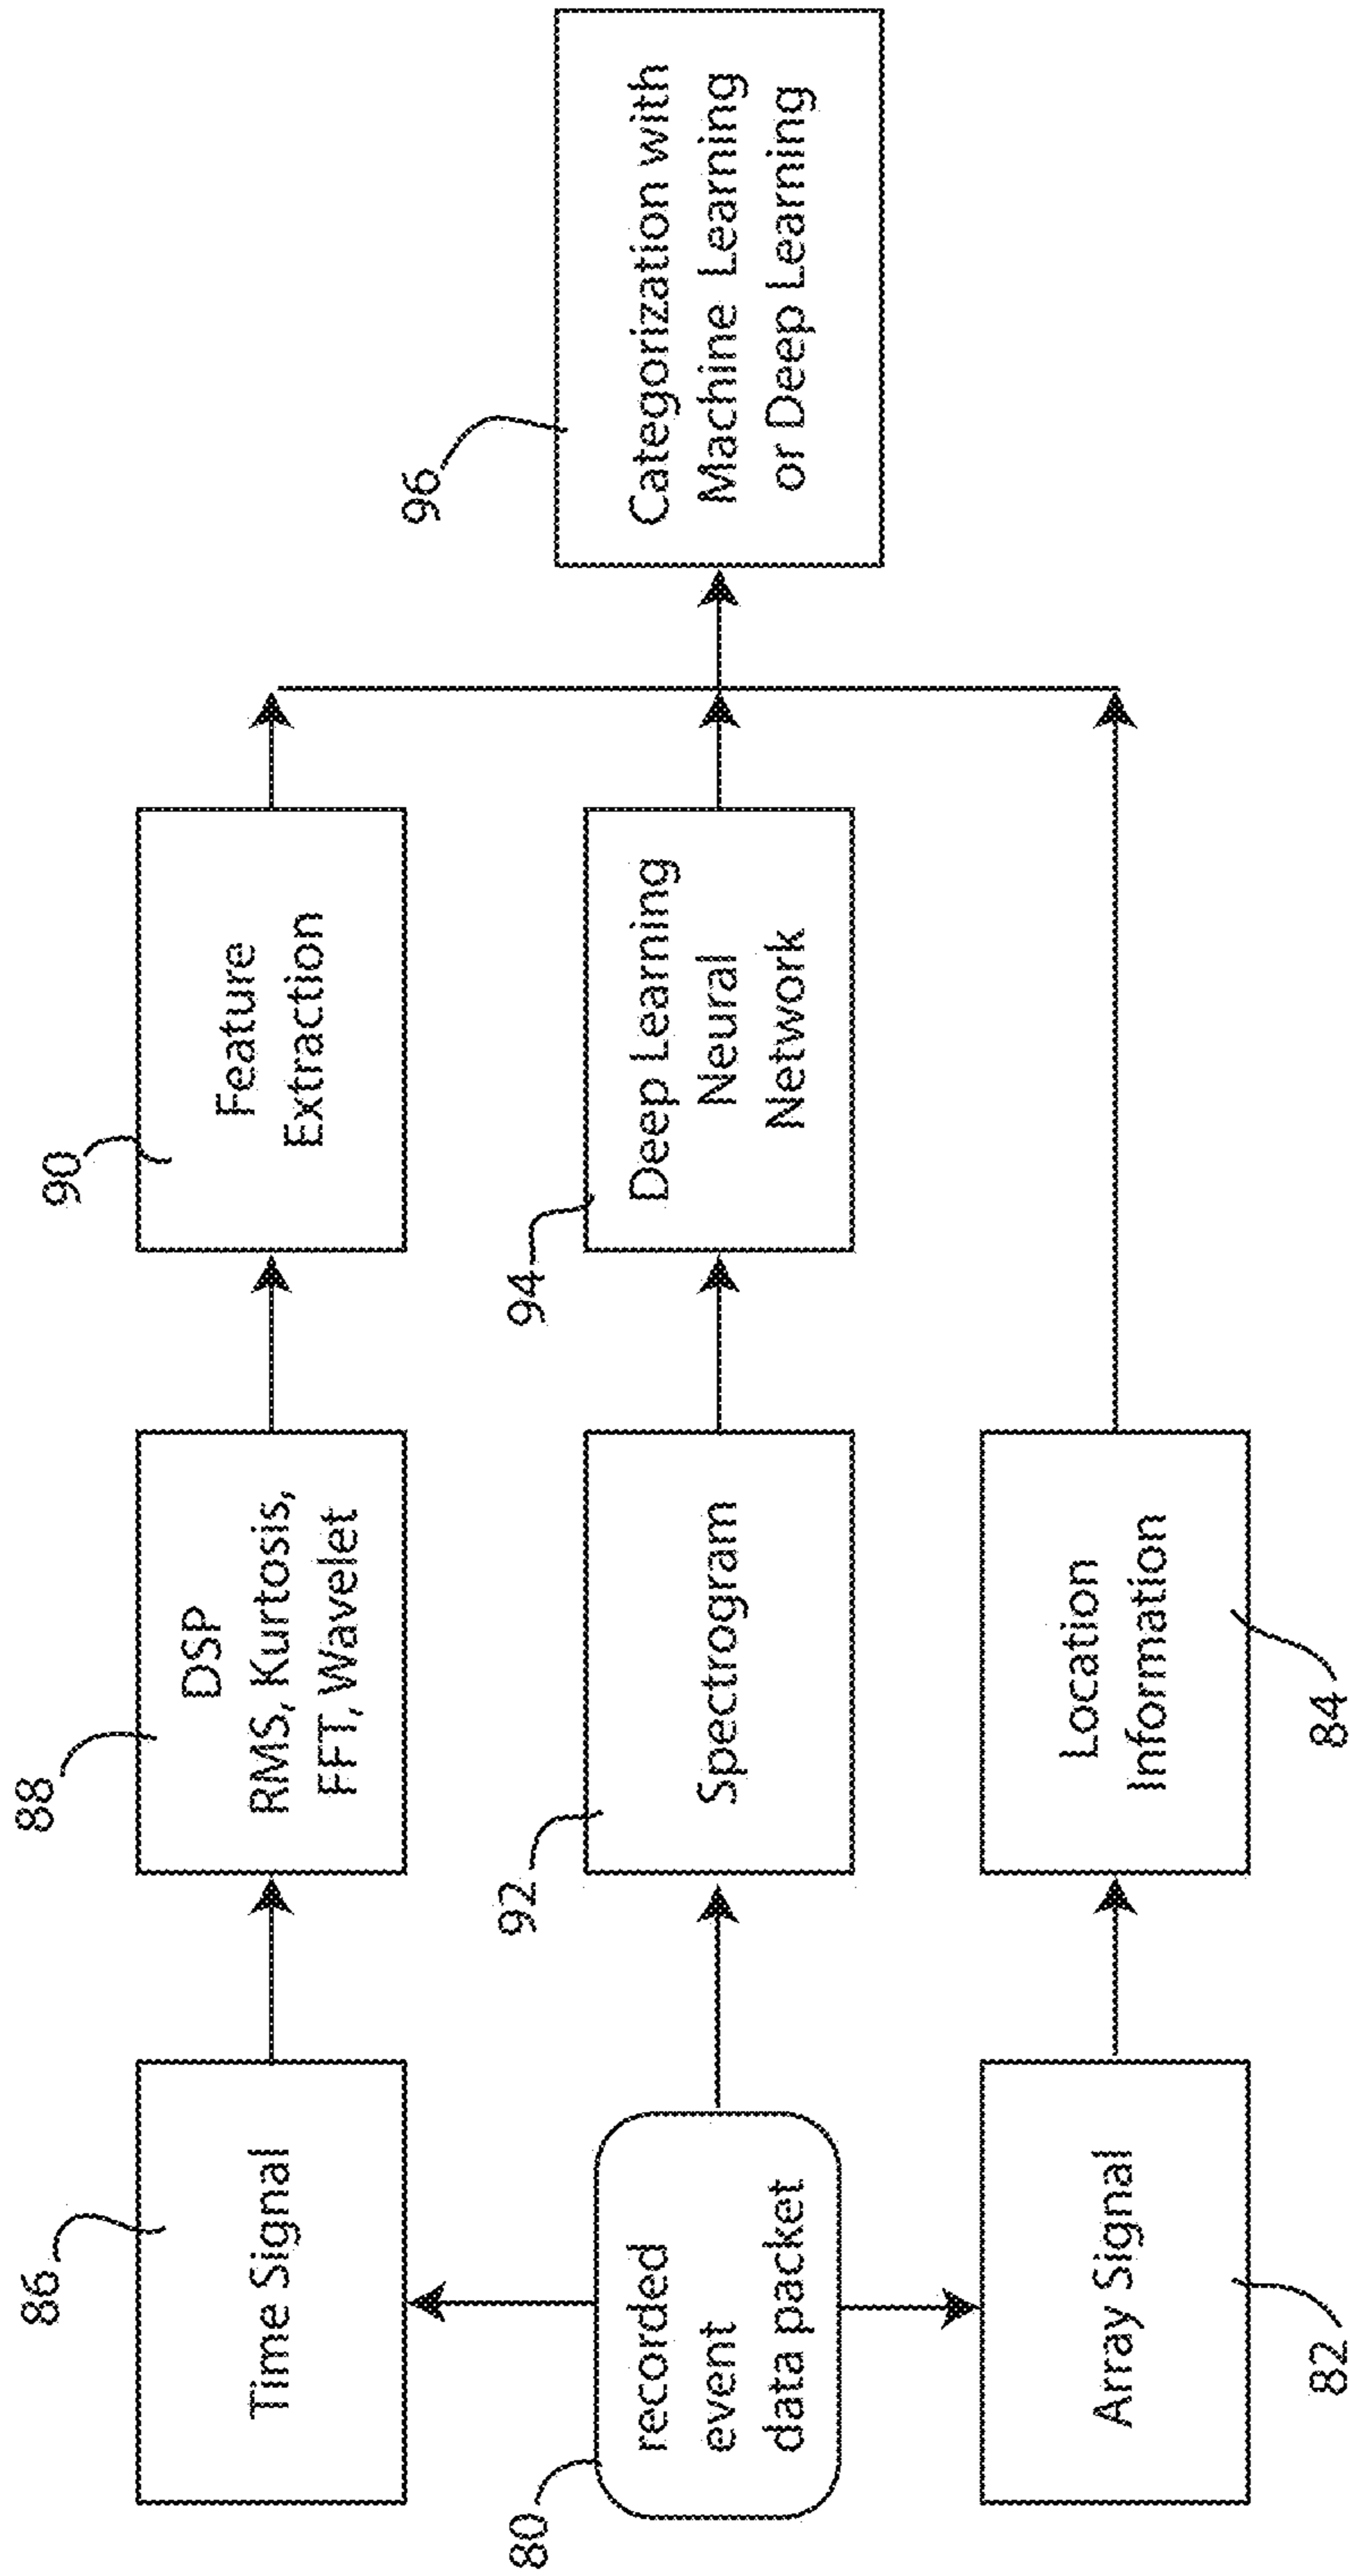 86
Time Signal
88
DSP
RMS, Kurtosis,
FFT, Wavelet
90
Feature
Extraction
80
recorded
event
data packet
92
Spectrogram
94
Deep Learning
Neural
Network
96
Categorization with
Machine Learning
or Deep Learning
Array Signal
82
Location
Information
84